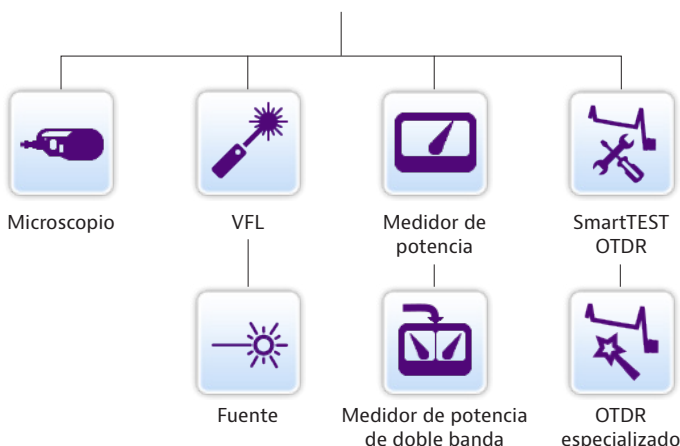 Microscopio
VFL
Medidor de
potencia
SmartTEST
OTDR
Fuente
Medidor de potencia
de doble banda
OTDR
especializado